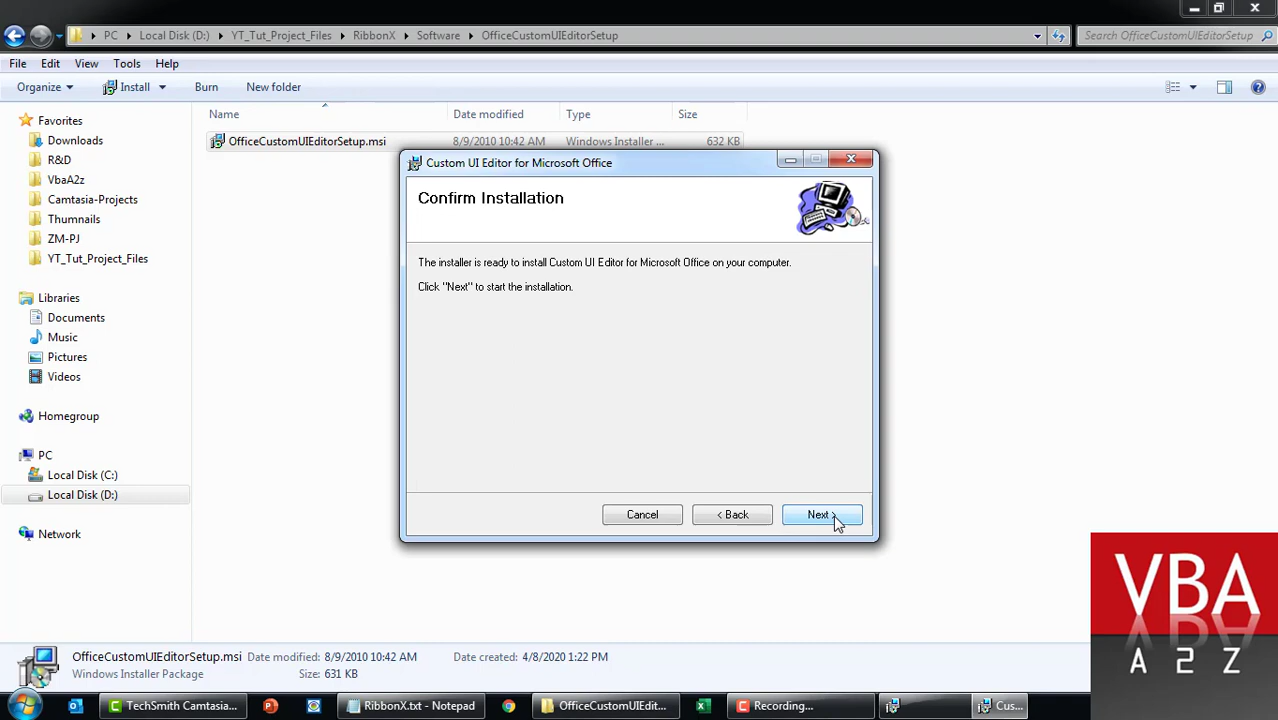 PC ▸ Local Disk (D:) ▸ YT_Tut_Project_Files ▸ RibbonX ▸ Software ▸ OfficeCustomUIEditorSetup
Search OfficeCustomUIEditorSetup
File Edit View Tools Help
Organize Install Burn New folder
Name Date modified Type Size
OfficeCustomUIEditorSetup.msi 8/9/2010 10:42 AM Windows Installer ... 632 KB
Favorites
Downloads
R&D
VbaA2z
Camtasia-Projects
Thumnails
ZM-PJ
YT_Tut_Project_Files
Libraries
Documents
Music
Pictures
Videos
Homegroup
PC
Local Disk (C:)
Local Disk (D:)
Network
Custom UI Editor for Microsoft Office
Confirm Installation
The installer is ready to install Custom UI Editor for Microsoft Office on your computer.
Click "Next" to start the installation.
Cancel < Back Next >
VBA
A 2 Z
OfficeCustomUIEditorSetup.msi Date modified: 8/9/2010 10:42 AM Date created: 4/8/2020 1:22 PM
Windows Installer Package Size: 631 KB
TechSmith Camtasia... RibbonX.txt - Notepad OfficeCustomUIEdit... Recording... Cus...